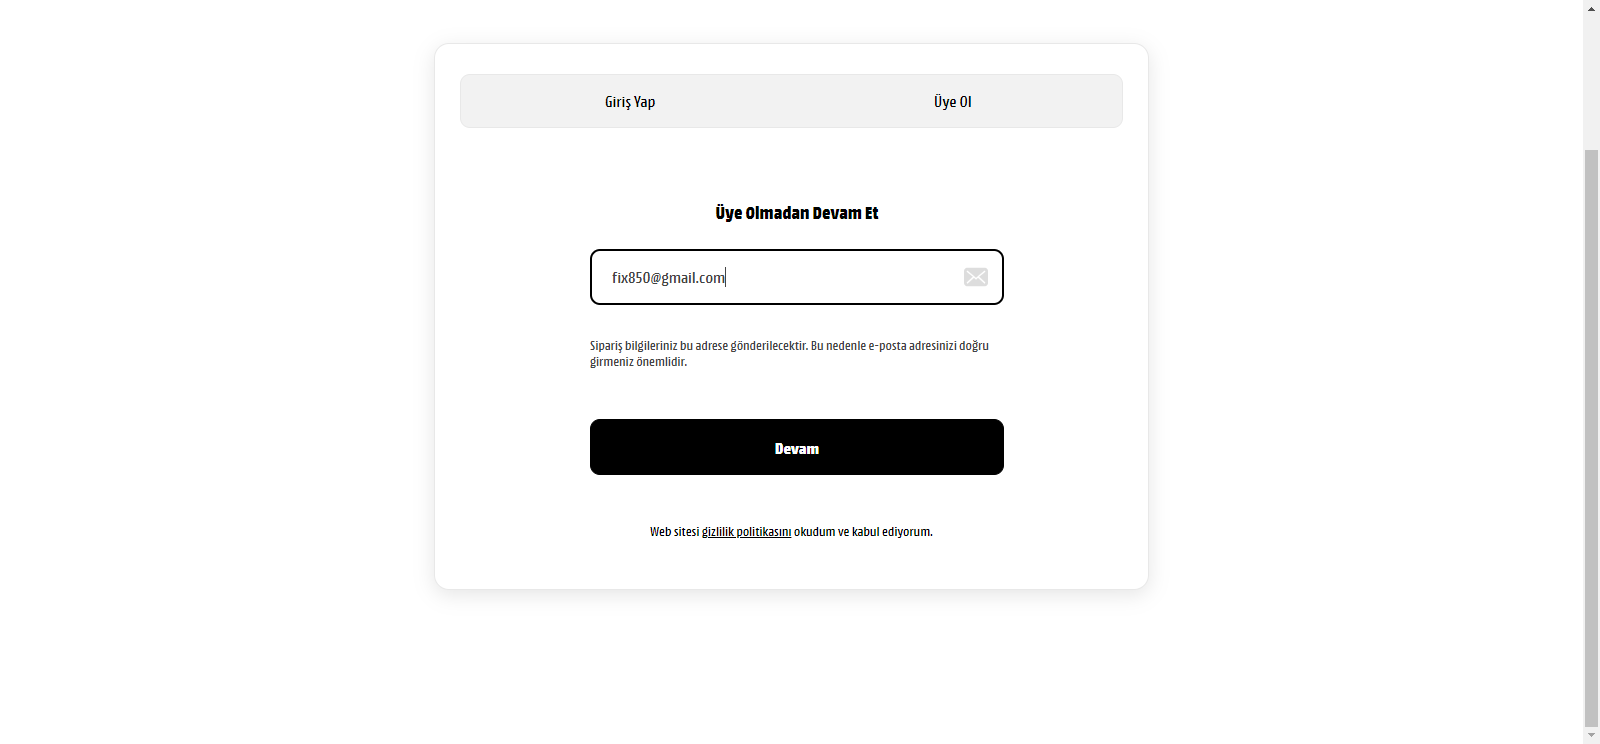 Giriş Yap
Üye Ol
Üye Olmadan Devam Et
fix850@gmail.com
Sipariş bilgileriniz bu adrese gönderilecektir. Bu nedenle e-posta adresinizi doğru
girmeniz önemlidir.
Devam
Web sitesi gizlilik politikasını okudum ve kabul ediyorum.